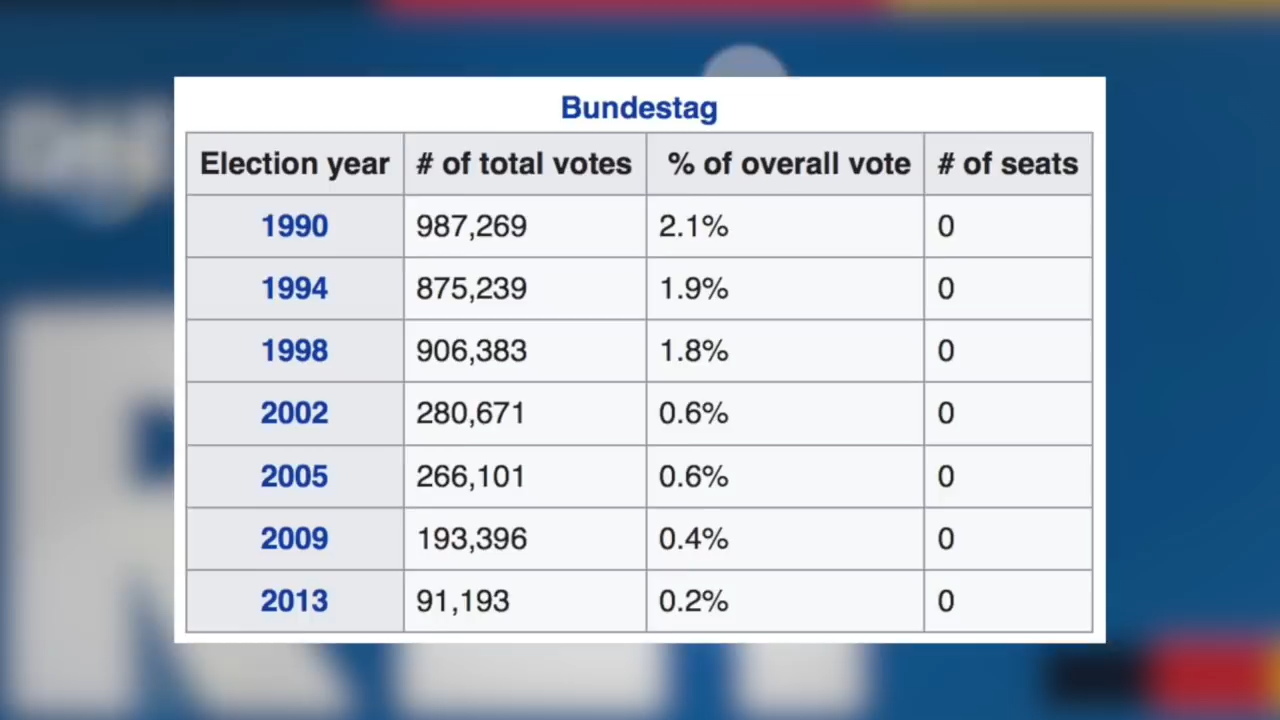 Bundestag
Election year # of total votes % of overall vote # of seats
1990 987,269 2.1% 0
1994 875,239 1.9% 0
1998 906,383 1.8% 0
2002 280,671 0.6% 0
2005 266,101 0.6% 0
2009 193,396 0.4% 0
2013 91,193 0.2% 0